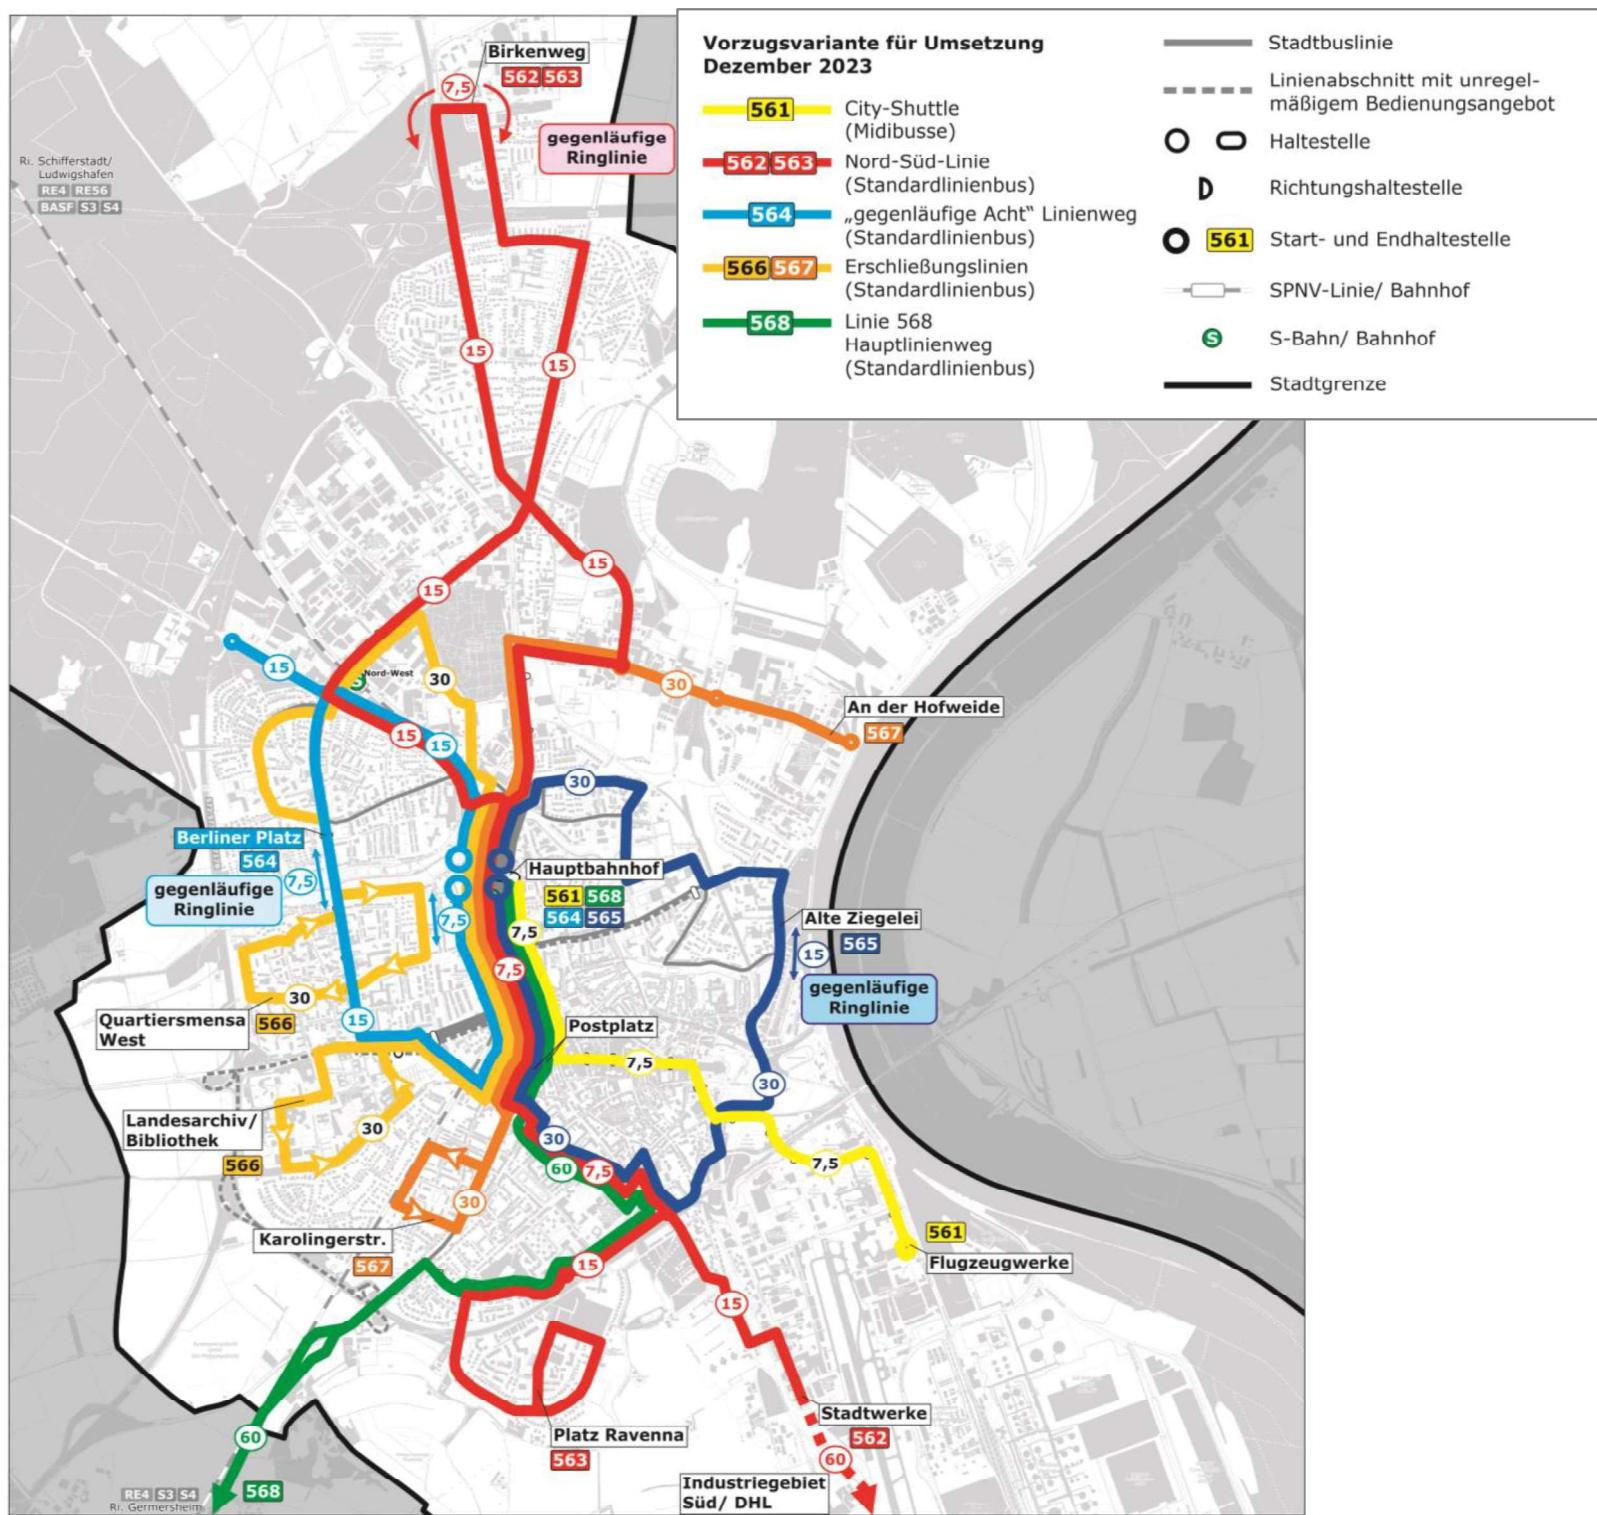 Vorzugsvariante für Umsetzung
Dezember 2023
561
City-Shuttle
(Midibusse)
562 563
Nord-Süd-Linie
(Standardlinienbus)
564
„gegenläufige Acht“ Linienweg
(Standardlinienbus)
566 567
Erschließungslinien
(Standardlinienbus)
568
Linie 568
Hauptlinienweg
(Standardlinienbus)
Stadtbuslinie
Linienabschnitt mit unregel-
mäßigem Bedienungsangebot
Haltestelle
Richtungshaltestelle
561
Start- und Endhaltestelle
SPNV-Linie/ Bahnhof
S
S-Bahn/ Bahnhof
Stadtgrenze
Birkenweg
562 563
7,5
gegenläufige
Ringlinie
Ri. Schifferstadt/
Ludwigshafen
RE4 RE56
BASF S3 S4
15
15
15
15
15
S
Nord-West
30
30
An der Hofweide
567
15
15
30
Berliner Platz
564
7,5
gegenläufige
Ringlinie
Hauptbahnhof
561 568
564 565
7,5
7,5
7,5
Alte Ziegelei
565
15
gegenläufige
Ringlinie
30
Quartiersmensa
West
566
15
Postplatz
7,5
30
Landesarchiv/
Bibliothek
566
30
30
60
7,5
7,5
30
Karolingerstr.
567
15
561
Flugzeugwerke
15
Platz Ravenna
563
Stadtwerke
562
60
Industriegebiet
Süd/ DHL
60
568
RE4 S3 S4
Ri. Germersheim